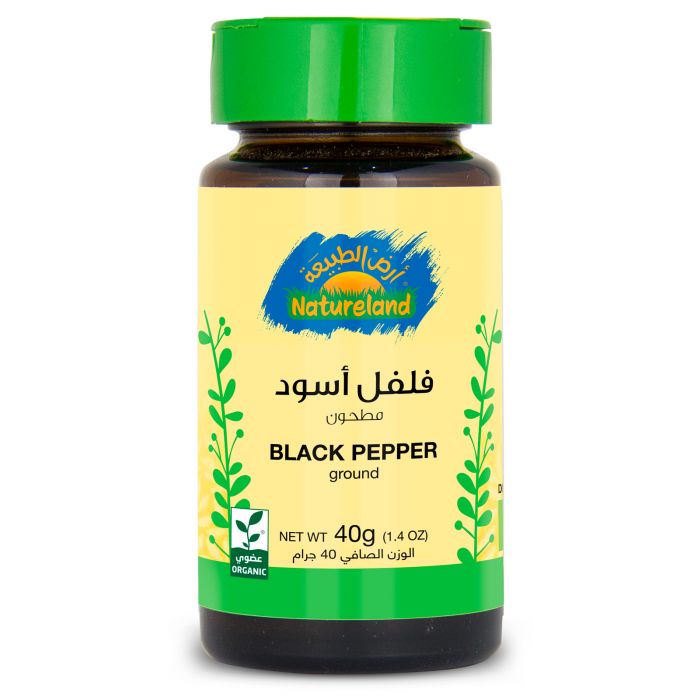 أرض الطبيعة
Natureland
فلفل أسود
مطحون
BLACK PEPPER
ground
NET WT 40g (1.4 OZ)
الوزن الصافي 40 جرام
عضوي
ORGANIC